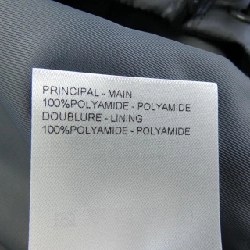 PRINCIPAL - MAIN
100%POLYAMIDE - POLYAMIDE
DOUBLURE - LINING
100%POLYAMIDE - POLYAMIDE